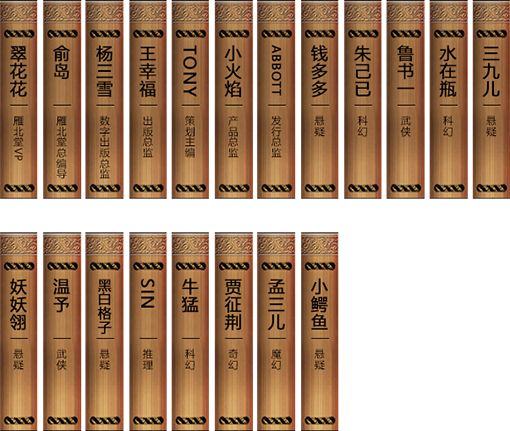 翠花花
雁北堂VP
俞岛
雁北堂总编导
杨三雪
数字出版总监
王幸福
出版总监
TONY
策划主编
小火焰
产品总监
ABBOTT
发行总监
钱多多
悬疑
朱己已
科幻
鲁书一
武侠
水在瓶
科幻
三九儿
悬疑
妖妖翎
悬疑
温予
武侠
黑白格子
悬疑
SIN
推理
牛猛
科幻
贾征荆
奇幻
孟三儿
魔幻
小鳄鱼
悬疑